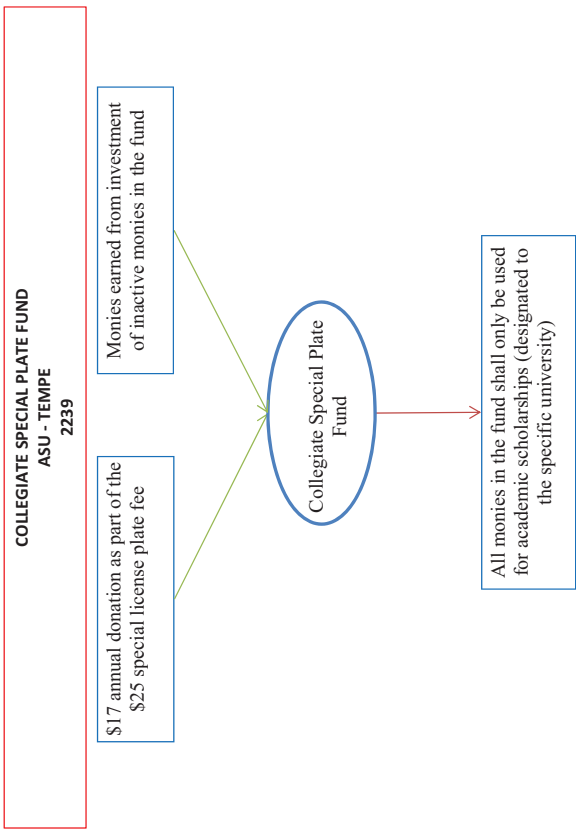 COLLEGIATE SPECIAL PLATE FUND
ASU - TEMPE
2239
$17 annual donation as part of the
$25 special license plate fee
Monies earned from investment
of inactive monies in the fund
Collegiate Special Plate
Fund
All monies in the fund shall only be used
for academic scholarships (designated to
the specific university)